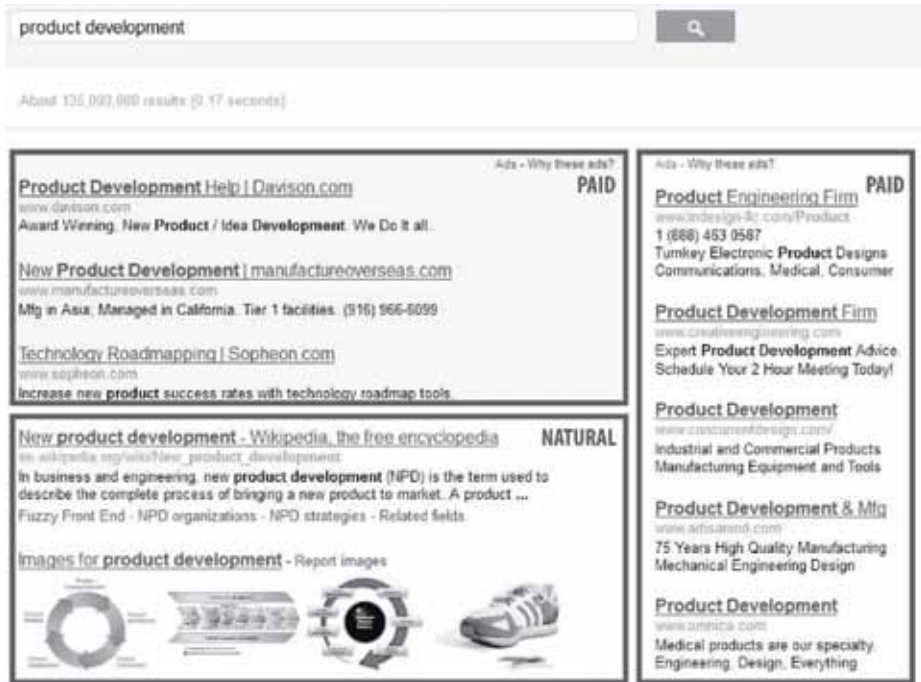 product development
About 135,000,000 results (0.17 seconds)
Ads - Why these ads?
PAID
Product Development Help | Davison.com
www.davison.com
Award Winning. New Product / Idea Development. We Do It all.
New Product Development | manufactureoverseas.com
www.manufactureoverseas.com
Mfg in Asia, Managed in California. Tier 1 facilities. (916) 966-6099
Technology Roadmapping | Sopheon.com
www.sopheon.com
Increase new product success rates with technology roadmap tools.
NATURAL
New product development - Wikipedia, the free encyclopedia
en.wikipedia.org/wiki/New_product_development
In business and engineering, new product development (NPD) is the term used to
describe the complete process of bringing a new product to market. A product ...
Fuzzy Front End - NPD organizations - NPD strategies - Related fields
Images for product development - Report images
Ads - Why these ads?
PAID
Product Engineering Firm
www.indesign-llc.com/Product
1 (888) 463 0567
Turnkey Electronic Product Designs
Communications, Medical, Consumer
Product Development Firm
www.creativeengineering.com/
Expert Product Development Advice.
Schedule Your 2 Hour Meeting Today!
Product Development
www.concurrentdesign.com/
Industrial and Commercial Products
Manufacturing Equipment and Tools
Product Development & Mfg
www.artisanind.com
75 Years High Quality Manufacturing
Mechanical Engineering Design
Product Development
www.omnica.com
Medical products are our specialty.
Engineering, Design, Everything